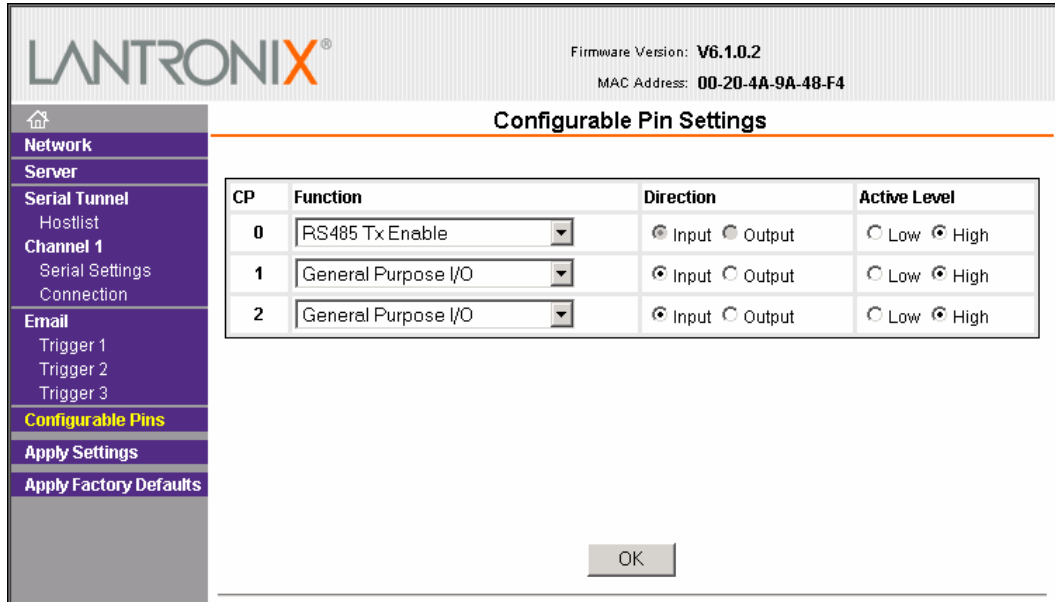 LANTRONIX®
Firmware Version: V6.1.0.2
MAC Address: 00-20-4A-9A-48-F4
Network
Server
Serial Tunnel
Hostlist
Channel 1
Serial Settings
Connection
Email
Trigger 1
Trigger 2
Trigger 3
Configurable Pins
Apply Settings
Apply Factory Defaults
Configurable Pin Settings
CP Function Direction Active Level
0 RS485 Tx Enable Input Output Low High
1 General Purpose I/O Input Output Low High
2 General Purpose I/O Input Output Low High
OK